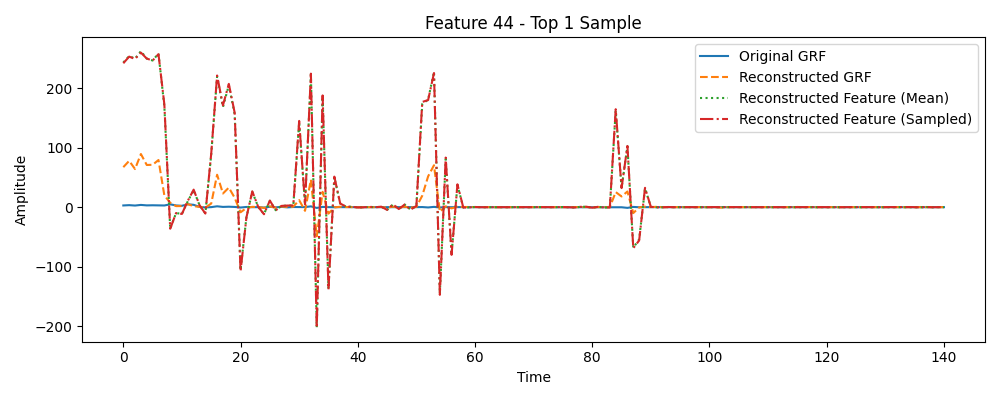 Feature 44 - Top 1 Sample
Original GRF
Reconstructed GRF
Reconstructed Feature (Mean)
Reconstructed Feature (Sampled)
Amplitude
200
100
0
−100
−200
0 20 40 60 80 100 120 140
Time